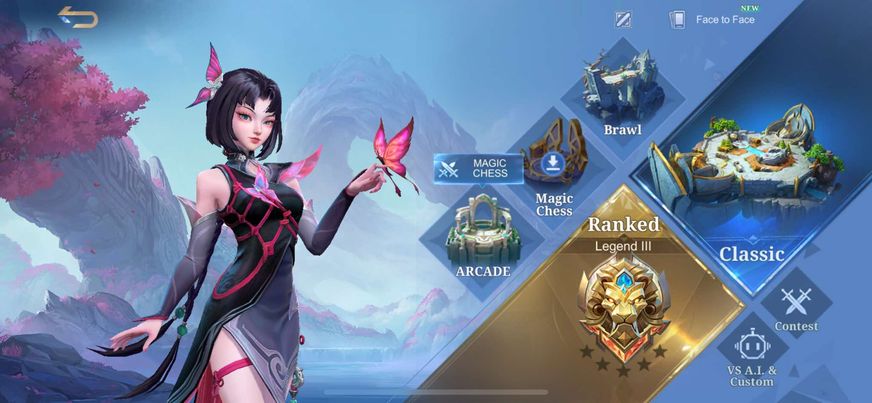 NEW
Face to Face
Brawl
MAGIC
CHESS
Magic
Chess
ARCADE
Ranked
Legend III
Classic
Contest
VS A.I. &
Custom